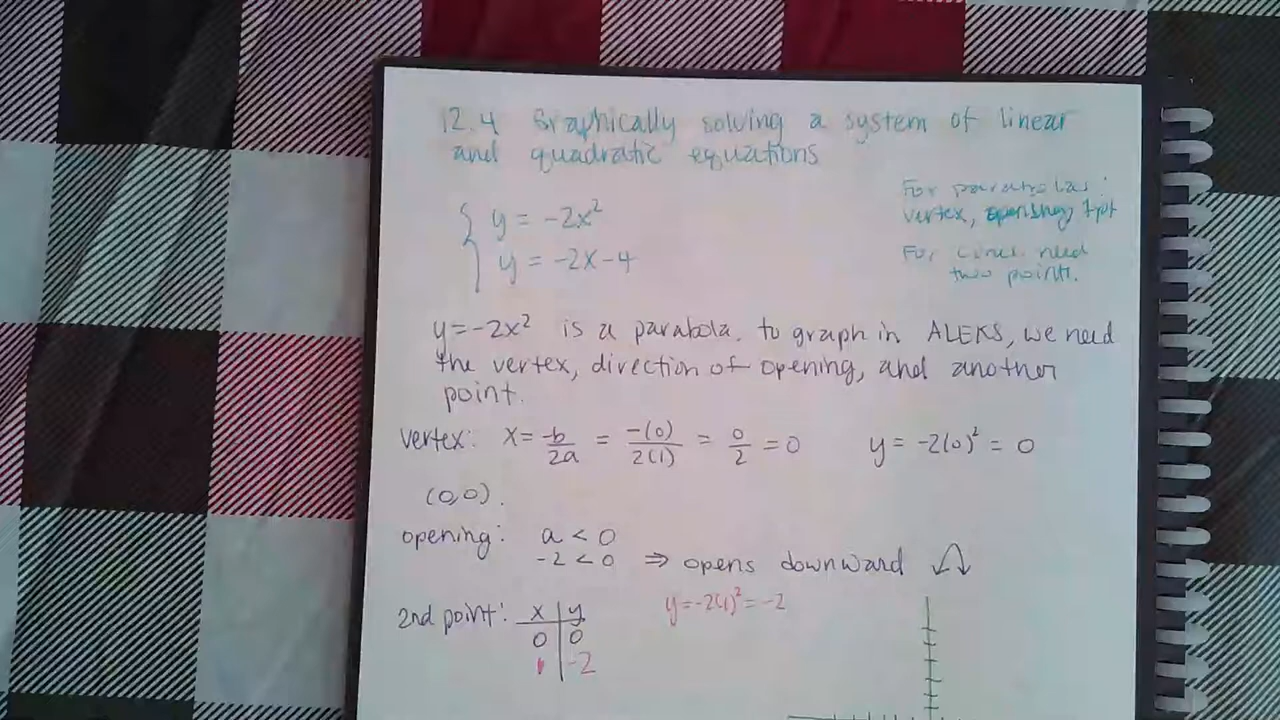 12.4 Graphically solving a system of linear
and quadratic equations
y = -2x²
y = -2x-4
For parabolas:
vertex, opening, 1pt
For lines need
two points.
y=-2x² is a parabola. to graph in ALEKS, we need
the vertex, direction of opening, and another
point.
vertex: x = -b/2a = -(0)/2(1) = 0/2 = 0 y = -2(0)² = 0
(0,0).
opening: a < 0
-2 < 0 ⇒ opens downward
2nd point: x y y=-2(1)²=-2
0 0
1 -2